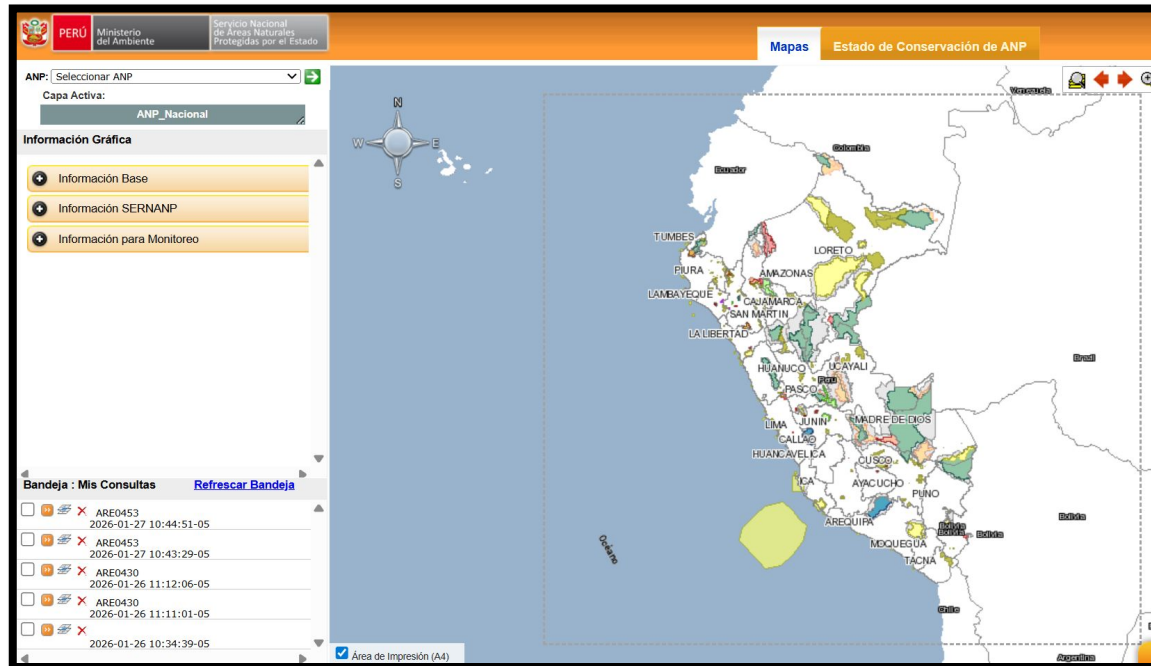 PERÚ
Ministerio
del Ambiente
Servicio Nacional
de Áreas Naturales
Protegidas por el Estado
Mapas
Estado de Conservación de ANP
ANP: Seleccionar ANP
Capa Activa:
ANP_Nacional
Información Gráfica
Información Base
Información SERNANP
Información para Monitoreo
Bandeja : Mis Consultas
Refrescar Bandeja
ARE0453
2026-01-27 10:44:51-05
ARE0453
2026-01-27 10:43:29-05
ARE0430
2026-01-26 11:12:06-05
ARE0430
2026-01-26 11:11:01-05
2026-01-26 10:34:39-05
N
W
E
S
Venezuela
Colombia
Ecuador
TUMBES
LORETO
PIURA
AMAZONAS
LAMBAYEQUE
CAJAMARCA
SAN MARTIN
LA LIBERTAD
Brasil
HUANUCO
UCAYALI
Perú
PASCO
LIMA
JUNIN
MADRE DE DIOS
CALLAO
HUANCAVELICA
CUSCO
ICA
AYACUCHO
PUNO
AREQUIPA
Bolivia
Bolivia
Bolivia
Bolivia
Océano
MOQUEGUA
TACNA
Chile
Argentina
Área de Impresión (A4)